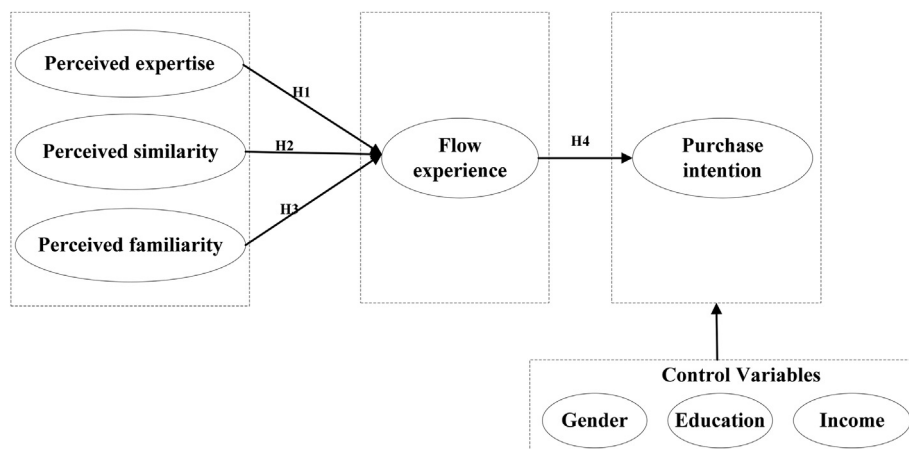 Perceived expertise
H1
Perceived similarity
H2
Flow
experience
H4
Purchase
intention
H3
Perceived familiarity
Control Variables
Gender
Education
Income